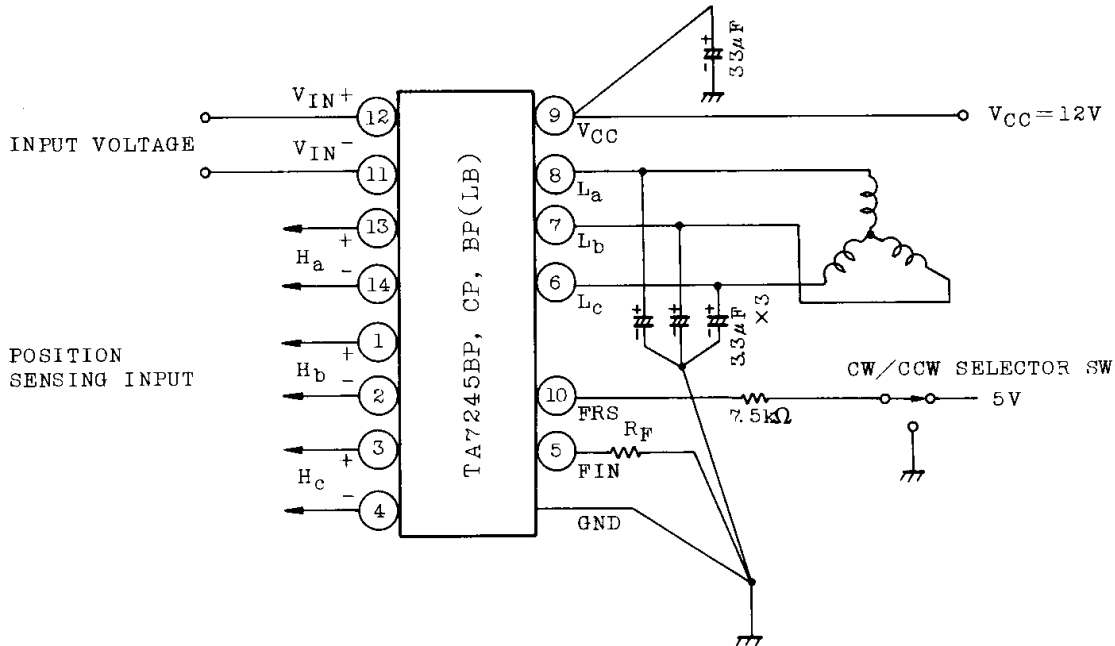 33µF
VIN+
12
9
VCC
VCC=12V
INPUT VOLTAGE
VIN-
11
8
La
13
+
7
Lb
Ha
-
14
6
Lc
33µF
×3
1
+
POSITION
SENSING INPUT
Hb
-
2
10
FRS
7.5kΩ
CW/CCW SELECTOR SW
5V
3
+
5
FIN
RF
Hc
-
4
GND
TA7245BP, CP, BP(LB)